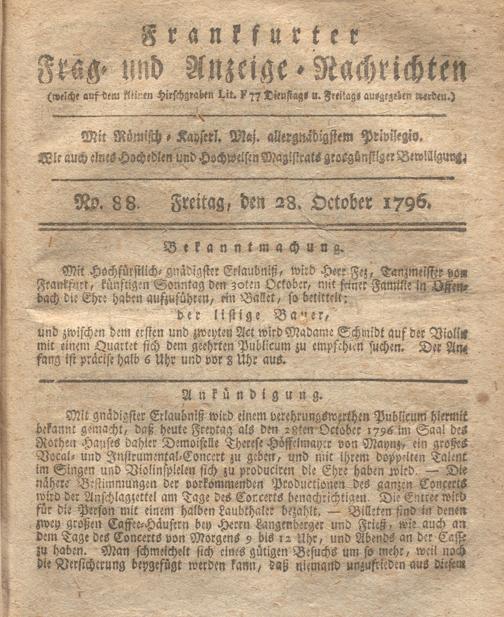 Frankfurter
Frag- und Anzeige-Nachrichten
(welche auf dem kleinen Hirschgraben Lit. F 77 Dienstags u. Freitags ausgegeben werden.)
Mit Römisch-Kayserl. Maj. allergnädigstem Privilegio.
Wie auch eines Hochedlen und Hochweisen Magistrats grosgünstiger Bewilligung.
No. 88. Freitag, den 28. October 1796.
Bekanntmachung.
Mit Hochfürstlich-gnädigster Erlaubniß, wird Herr Fez, Tanzmeister von
Frankfurt, künftigen Sonntag den 30ten October, mit seiner Familie in Offen-
bach die Ehre haben aufzuführen, ein Ballet, so betittelt:
der listige Bauer,
und zwischen dem ersten und zweyten Act wird Madame Schmidt auf der Violin
mit einem Quartet sich dem geehrten Publicum zu empfehlen suchen. Der An-
fang ist präcise halb 6 Uhr und vor 8 Uhr aus.
Ankündigung.
Mit gnädigster Erlaubniß wird einem verehrungswerthen Publicum hiermit
bekannt gemacht, daß heute Freytag als den 28ten October 1796 im Saal des
Rothen Hauses dahier Demoiselle Therese Höffelmayer von Maynz, ein großes
Vocal- und Instrumental-Concert zu geben, und mit ihrem doppelten Talent
im Singen und Violinspielen sich zu produciren die Ehre haben wird. — Die
nähere Bestimmungen der vorkommenden Productionen des ganzen Concerts
wird der Anschlagzettel am Tage des Concerts benachrichtigen. Die Entree wird
für die Person mit einem halben Laubthaler bezahlt. — Billeten sind in denen
zwey großen Caffee-Häusern bey Herrn Langenberger und Frieß, wie auch an
dem Tage des Concerts von Morgens 9 bis 12 Uhr, und Abends an der Casse
zu haben. Man schmeichelt sich eines gütigen Besuchs um so mehr, weil noch
die Versicherung beygefügt werden kann, daß niemand unzufrieden aus diesem